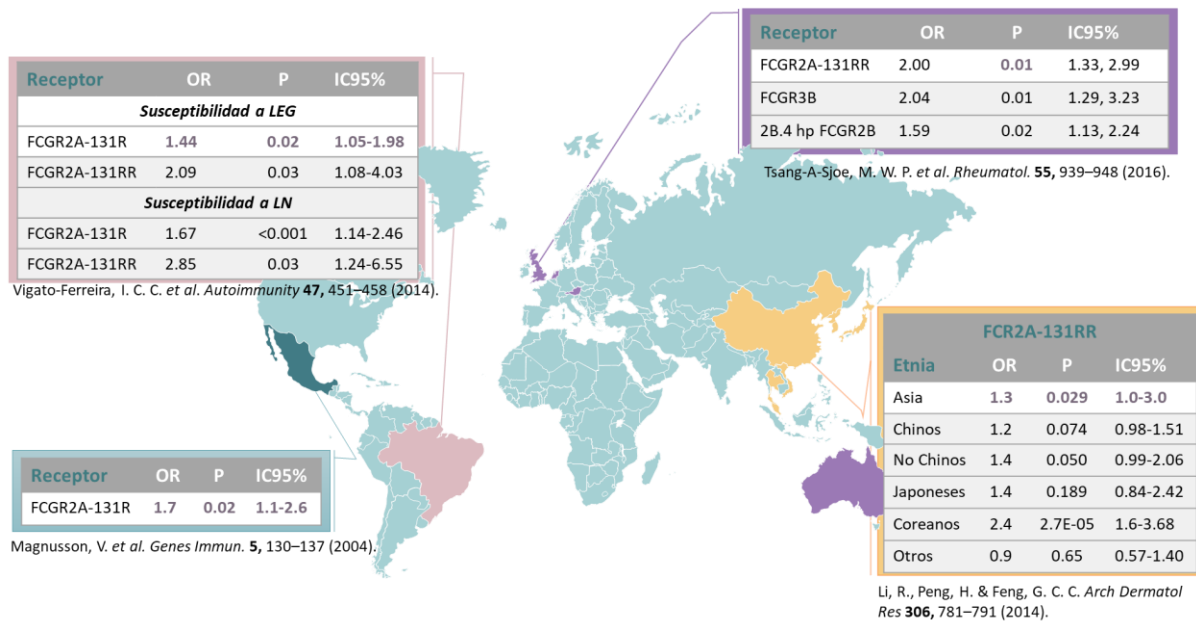 Receptor OR P IC95%
Susceptibilidad a LEG
FCGR2A-131R 1.44 0.02 1.05-1.98
FCGR2A-131RR 2.09 0.03 1.08-4.03
Susceptibilidad a LN
FCGR2A-131R 1.67 <0.001 1.14-2.46
FCGR2A-131RR 2.85 0.03 1.24-6.55
Vigato-Ferreira, I. C. C. et al. Autoimmunity 47, 451–458 (2014).
Receptor OR P IC95%
FCGR2A-131RR 2.00 0.01 1.33, 2.99
FCGR3B 2.04 0.01 1.29, 3.23
2B.4 hp FCGR2B 1.59 0.02 1.13, 2.24
Tsang-A-Sjoe, M. W. P. et al. Rheumatol. 55, 939–948 (2016).
Receptor OR P IC95%
FCGR2A-131R 1.7 0.02 1.1-2.6
Magnusson, V. et al. Genes Immun. 5, 130–137 (2004).
FCR2A-131RR
Etnia OR P IC95%
Asia 1.3 0.029 1.0-3.0
Chinos 1.2 0.074 0.98-1.51
No Chinos 1.4 0.050 0.99-2.06
Japoneses 1.4 0.189 0.84-2.42
Coreanos 2.4 2.7E-05 1.6-3.68
Otros 0.9 0.65 0.57-1.40
Li, R., Peng, H. & Feng, G. C. C. Arch Dermatol
Res 306, 781–791 (2014).